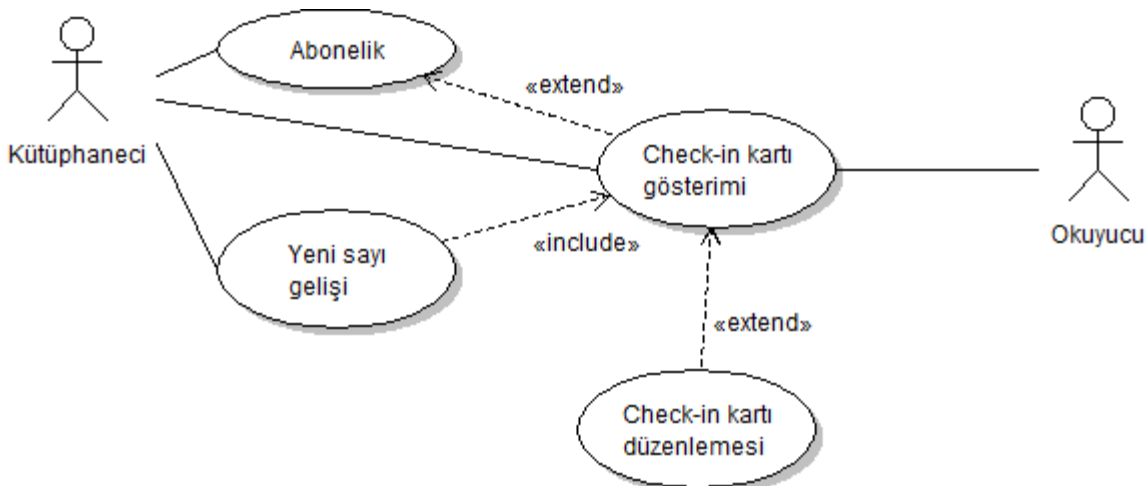 Abonelik
«extend»
Kütüphaneci
Check-in kartı
gösterimi
Yeni sayı
gelişi
«include»
Okuyucu
«extend»
Check-in kartı
düzenlemesi